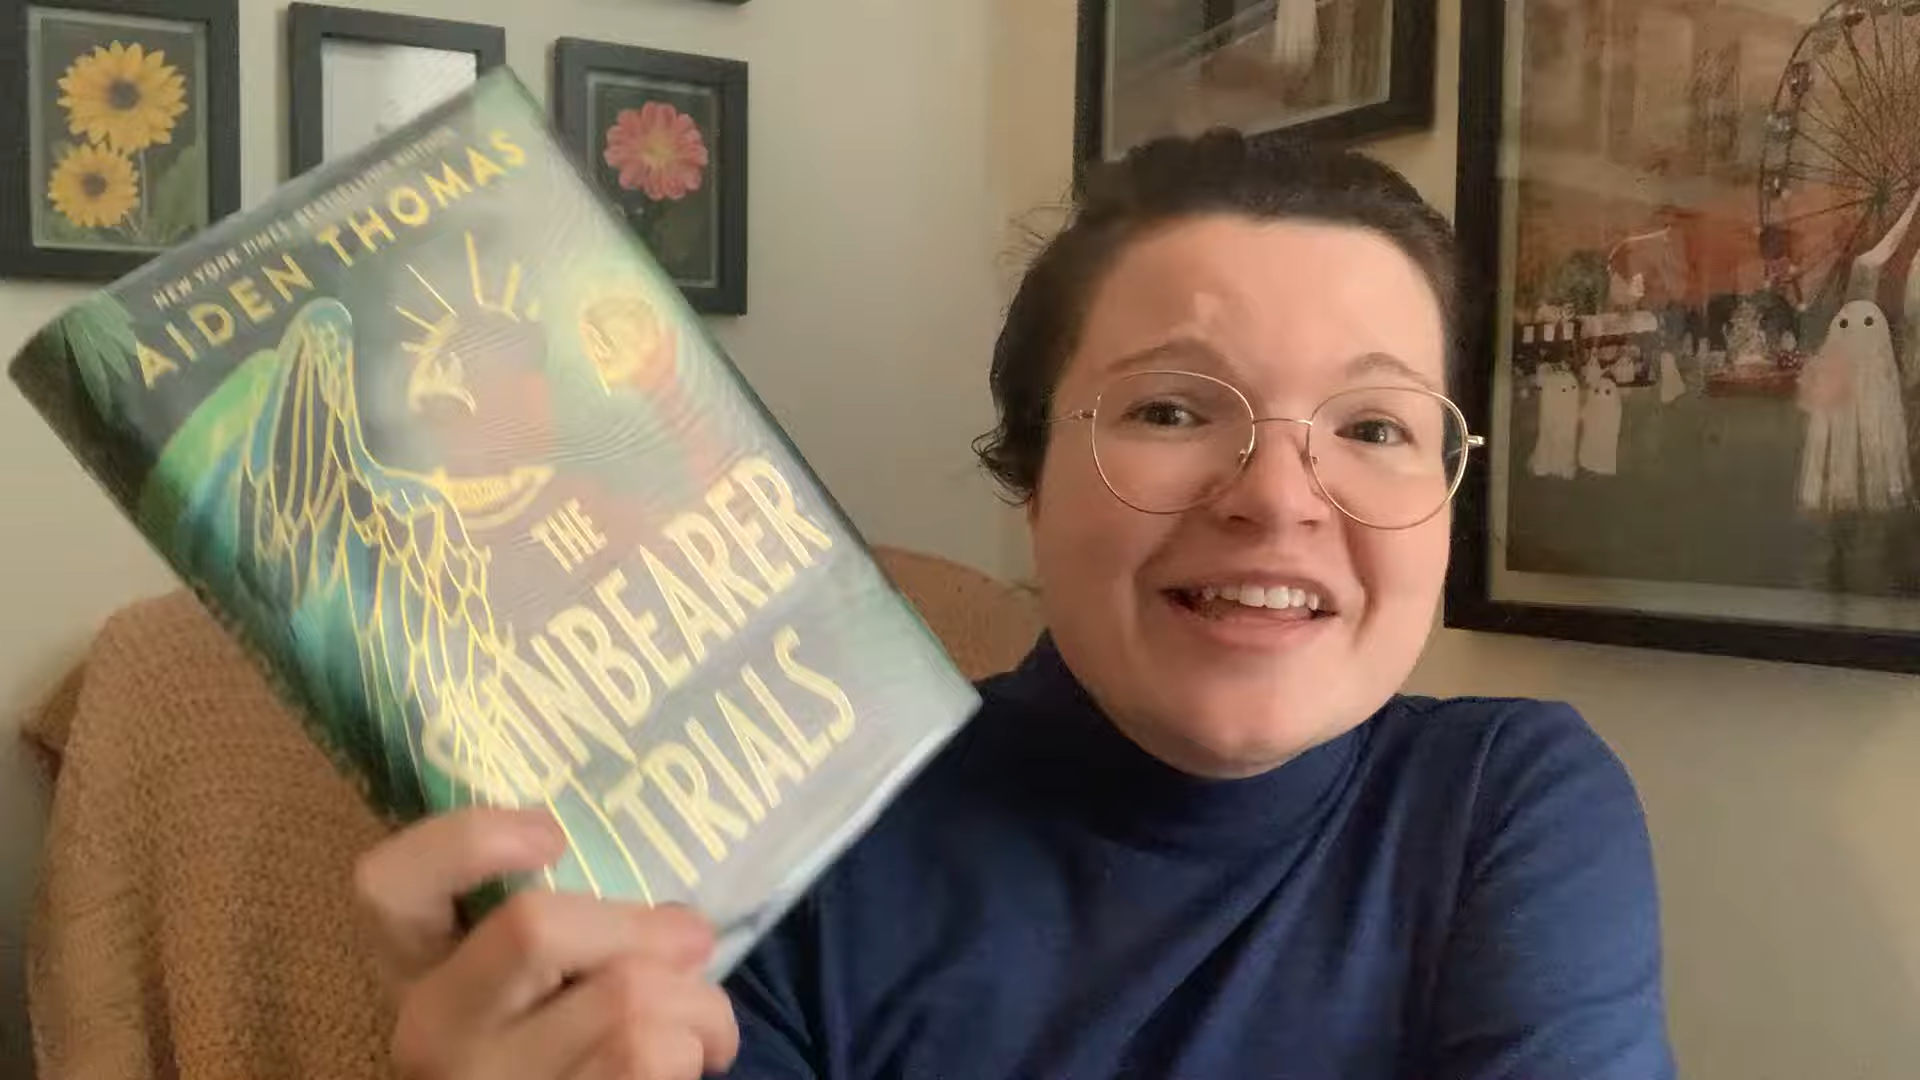 NEW YORK TIMES BESTSELLING AUTHOR
AIDEN THOMAS
THE
SUNBEARER
TRIALS